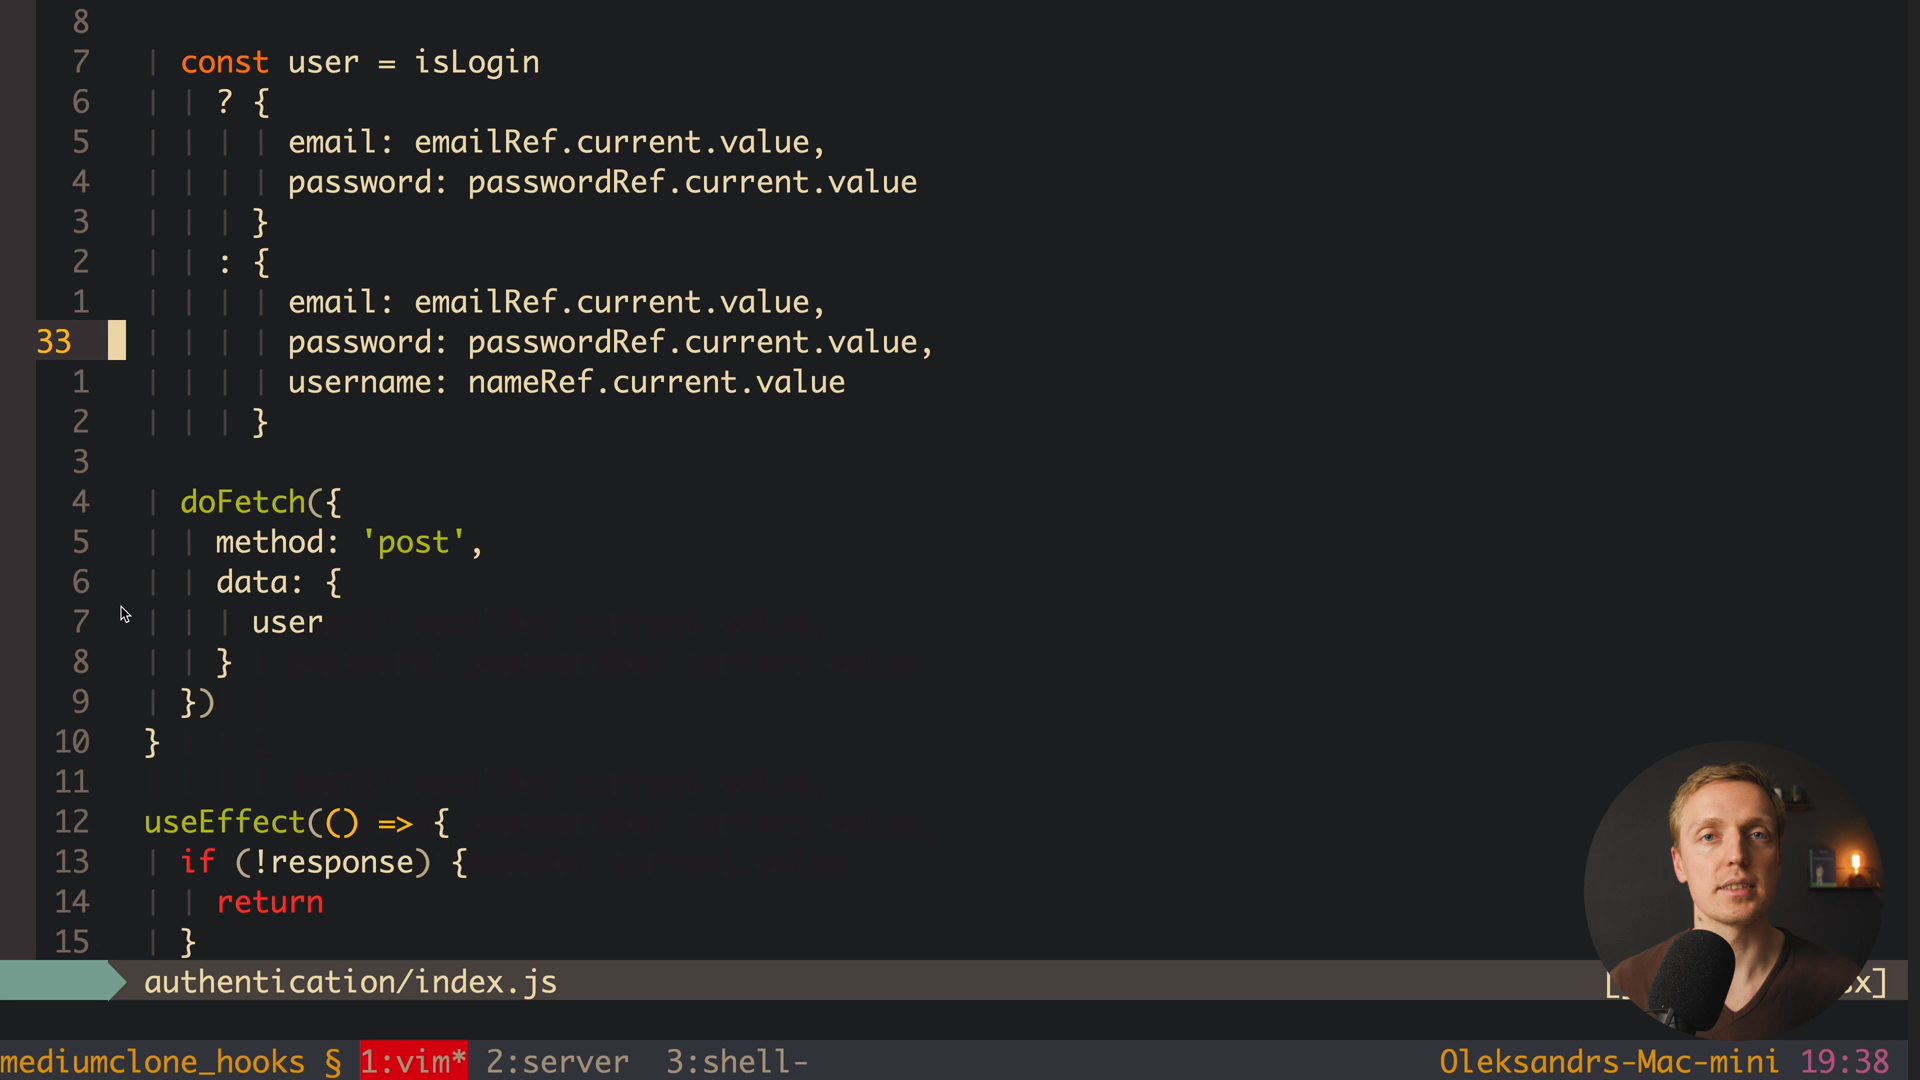 8
7 const user = isLogin
6 ? {
5 email: emailRef.current.value,
4 password: passwordRef.current.value
3 }
2 : {
1 email: emailRef.current.value,
33 password: passwordRef.current.value,
1 username: nameRef.current.value
2 }
3
4 doFetch({
5 method: 'post',
6 data: {
7 user
8 }
9 })
10 }
11
12 useEffect(() => {
13 if (!response) {
14 return
15 }
authentication/index.js
mediumclone_hooks § 1:vim* 2:server 3:shell- Oleksandrs-Mac-mini 19:38